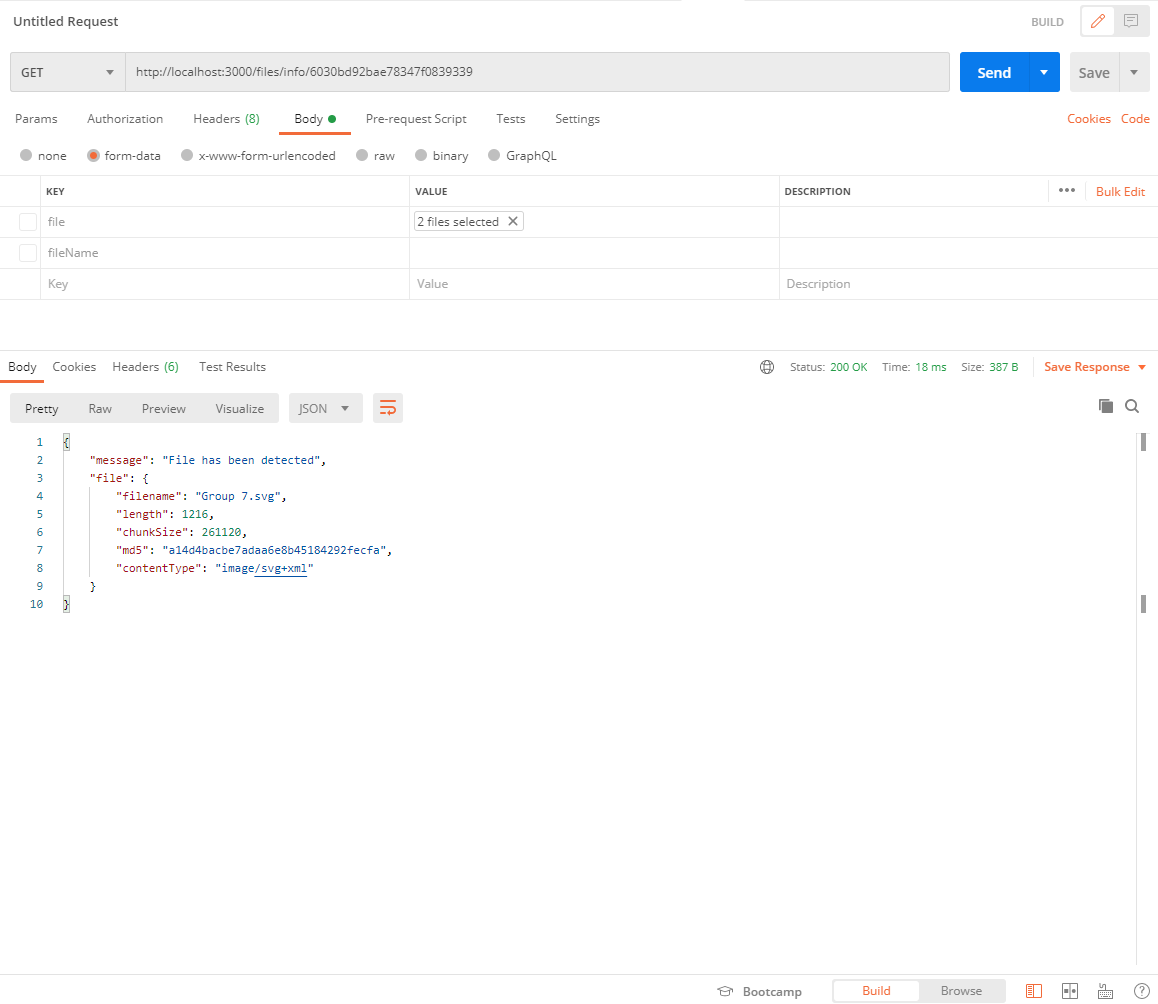 Untitled Request
BUILD
GET
http://localhost:3000/files/info/6030bd92bae78347f0839339
Send
Save
Params
Authorization
Headers (8)
Body
Pre-request Script
Tests
Settings
Cookies
Code
none
form-data
x-www-form-urlencoded
raw
binary
GraphQL
KEY
VALUE
DESCRIPTION
Bulk Edit
file
2 files selected
fileName
Key
Value
Description
Body
Cookies
Headers (6)
Test Results
Status: 200 OK
Time: 18 ms
Size: 387 B
Save Response
Pretty
Raw
Preview
Visualize
JSON
1 {
2 "message": "File has been detected",
3 "file": {
4 "filename": "Group 7.svg",
5 "length": 1216,
6 "chunkSize": 261120,
7 "md5": "a14d4bacbe7adaa6e8b45184292fecfa",
8 "contentType": "image/svg+xml"
9 }
10 }
Bootcamp
Build
Browse